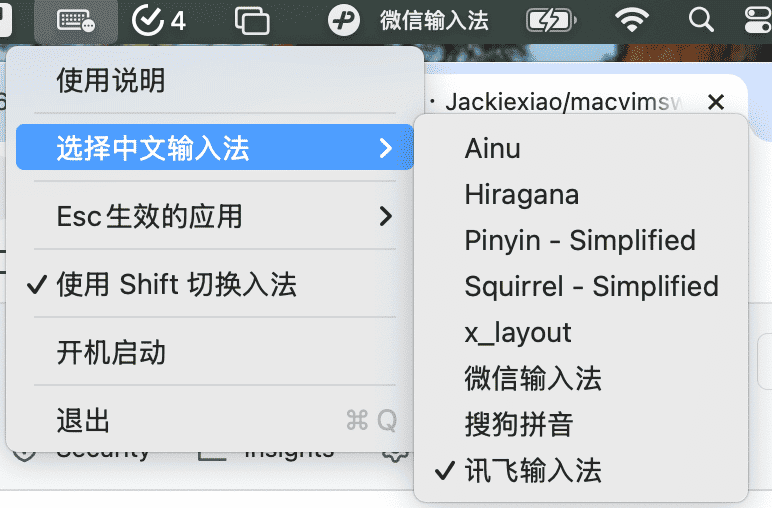 4
微信输入法
使用说明
· Jackiexiao/macvimsw
选择中文输入法
Ainu
Hiragana
Esc生效的应用
Pinyin - Simplified
使用 Shift 切换入法
Squirrel - Simplified
x_layout
开机启动
微信输入法
退出 ⌘ Q
搜狗拼音
Security
Insights
讯飞输入法